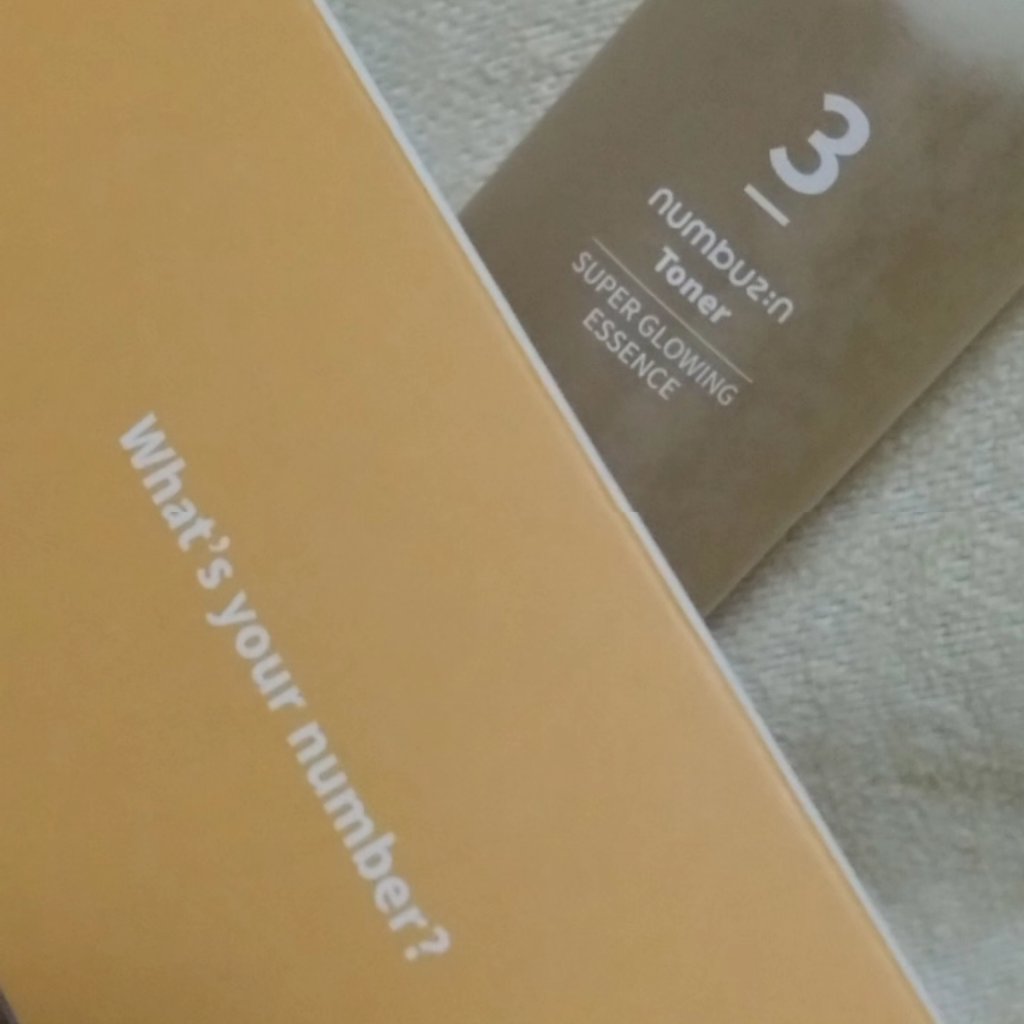 What's your number?
3
numbuz:n
Toner
SUPER GLOWING
ESSENCE